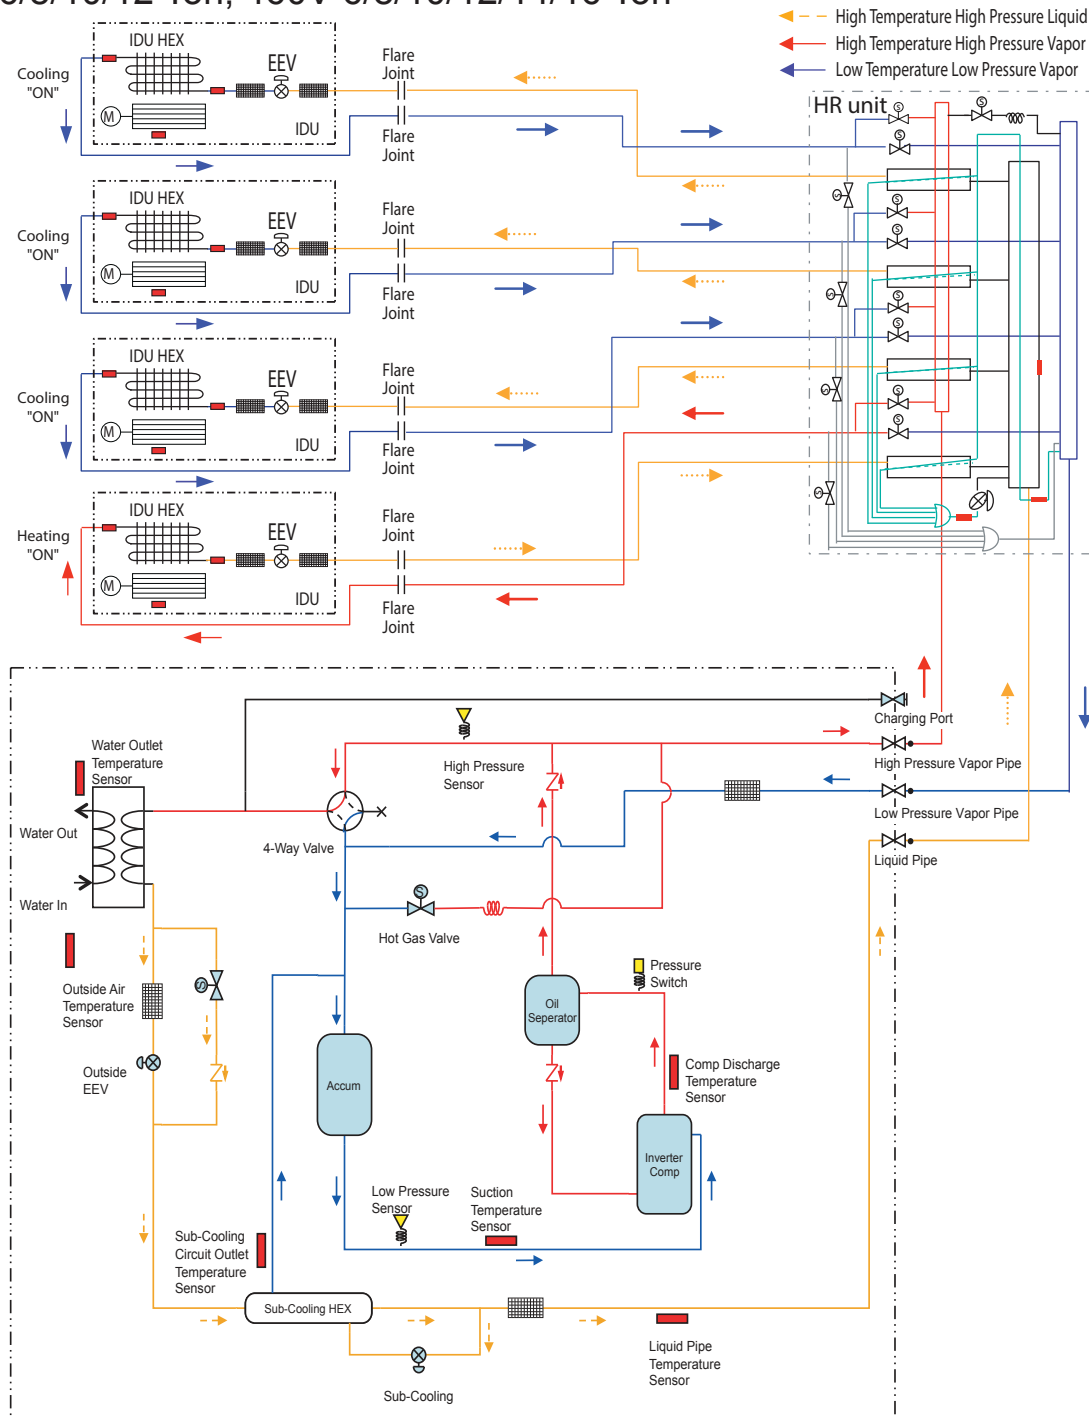 High Temperature High Pressure Liquid
High Temperature High Pressure Vapor
Low Temperature Low Pressure Vapor
HR unit
IDU HEX
EEV
Flare
Joint
Cooling
"ON"
M
IDU
Flare
Joint
IDU HEX
EEV
Flare
Joint
Cooling
"ON"
M
IDU
Flare
Joint
IDU HEX
EEV
Flare
Joint
Cooling
"ON"
M
IDU
Flare
Joint
IDU HEX
EEV
Flare
Joint
Heating
"ON"
M
IDU
Flare
Joint
S
S
S
S
S
S
S
S
S
S
S
S
S
Charging Port
High Pressure Vapor Pipe
Low Pressure Vapor Pipe
Liquid Pipe
Water Outlet
Temperature
Sensor
High Pressure
Sensor
Water Out
4-Way Valve
Water In
S
Hot Gas Valve
Outside Air
Temperature
Sensor
S
Pressure
Switch
Oil
Seperator
Outside
EEV
Accum
Comp Discharge
Temperature
Sensor
Inverter
Comp
Low Pressure
Sensor
Suction
Temperature
Sensor
Sub-Cooling
Circuit Outlet
Temperature
Sensor
Sub-Cooling HEX
Liquid Pipe
Temperature
Sensor
Sub-Cooling